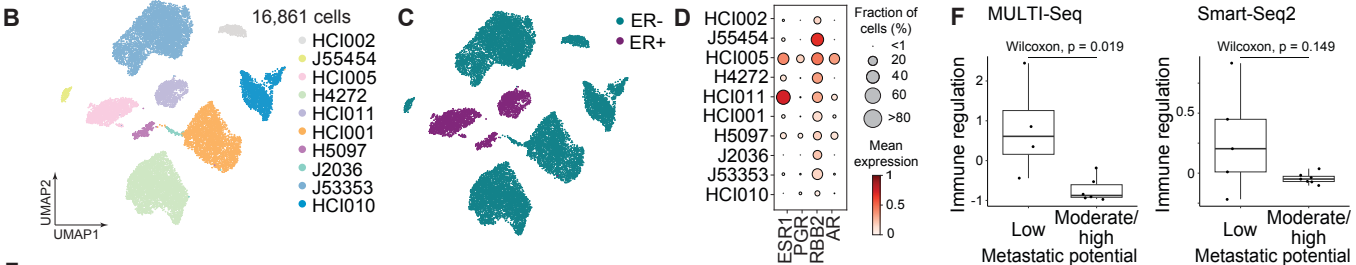 B
16,861 cells
HCI002
J55454
HCI005
H4272
HCI011
HCI001
H5097
J2036
J53353
HCI010
UMAP2
UMAP1
C
ER-
ER+
D
HCI002
J55454
HCI005
H4272
HCI011
HCI001
H5097
J2036
J53353
HCI010
ESR1
PGR
RBB2
AR
Fraction of
cells (%)
<1
20
40
60
>80
Mean
expression
1
0.5
0
F
MULTI-Seq
Wilcoxon, p = 0.019
Immune regulation
2
1
0
-1
Low
Moderate/
high
Metastatic potential
Smart-Seq2
Wilcoxon, p = 0.149
Immune regulation
0.5
0
Low
Moderate/
high
Metastatic potential